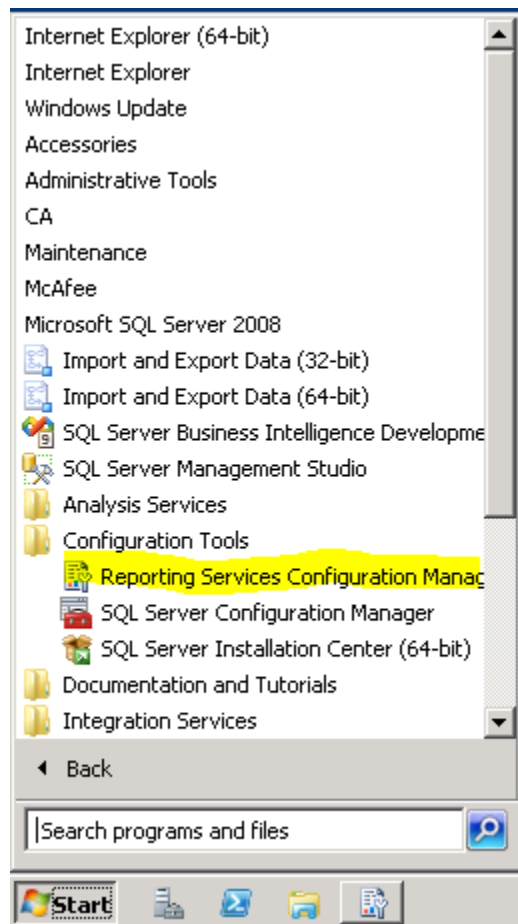 Internet Explorer (64-bit)
Internet Explorer
Windows Update
Accessories
Administrative Tools
CA
Maintenance
McAfee
Microsoft SQL Server 2008
Import and Export Data (32-bit)
Import and Export Data (64-bit)
SQL Server Business Intelligence Developme
SQL Server Management Studio
Analysis Services
Configuration Tools
Reporting Services Configuration Manag
SQL Server Configuration Manager
SQL Server Installation Center (64-bit)
Documentation and Tutorials
Integration Services
Back
Search programs and files
Start